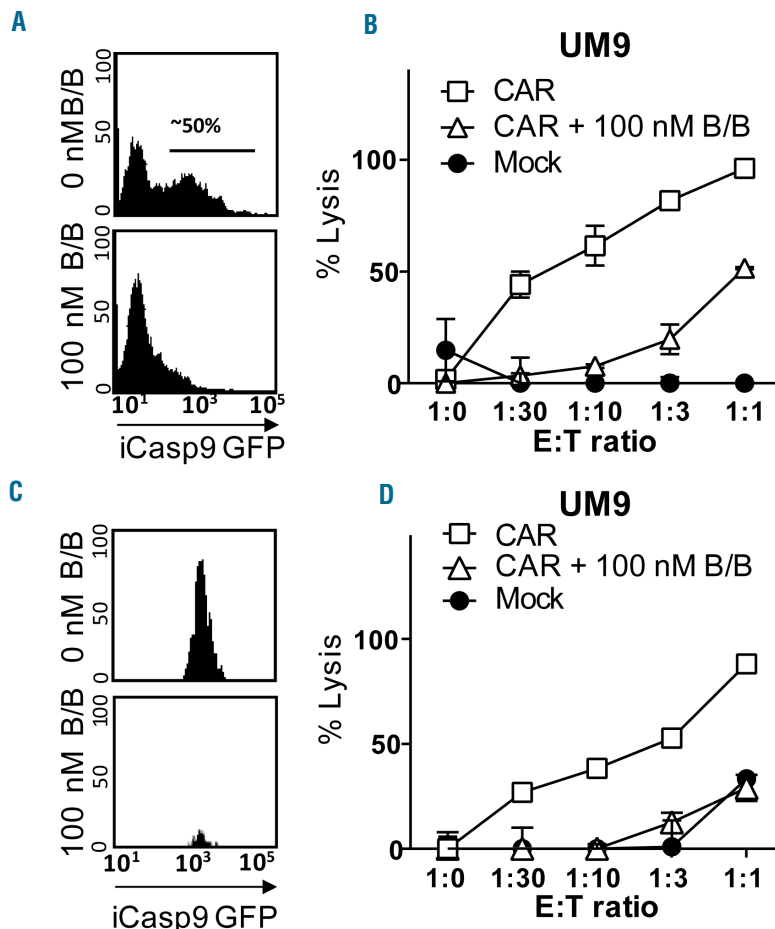 A
0 nM B/B
100
50
0
~50%
100 nM B/B
100
50
0
10¹ 10³ 10⁵
iCasp9 GFP
B
UM9
CAR
CAR + 100 nM B/B
Mock
% Lysis
100
50
0
1:0 1:30 1:10 1:3 1:1
E:T ratio
C
0 nM B/B
100
50
0
100 nM B/B
100
50
0
10¹ 10³ 10⁵
iCasp9 GFP
D
UM9
CAR
CAR + 100 nM B/B
Mock
% Lysis
100
50
0
1:0 1:30 1:10 1:3 1:1
E:T ratio